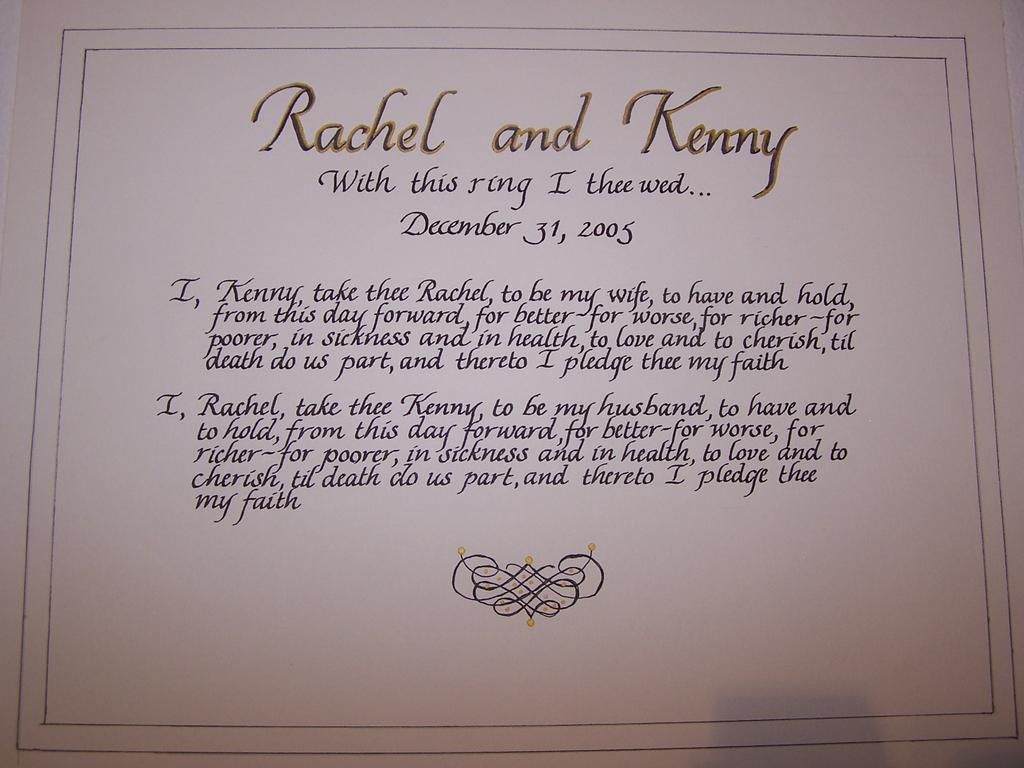 Rachel and Kenny
With this ring I thee wed...
December 31, 2005
I, Kenny, take thee Rachel, to be my wife, to have and hold,
from this day forward, for better~for worse, for richer~for
poorer, in sickness and in health, to love and to cherish, til
death do us part, and thereto I pledge thee my faith
I, Rachel, take thee Kenny, to be my husband, to have and
to hold, from this day forward, for better~for worse, for
richer~for poorer, in sickness and in health, to love and to
cherish, til death do us part, and thereto I pledge thee
my faith